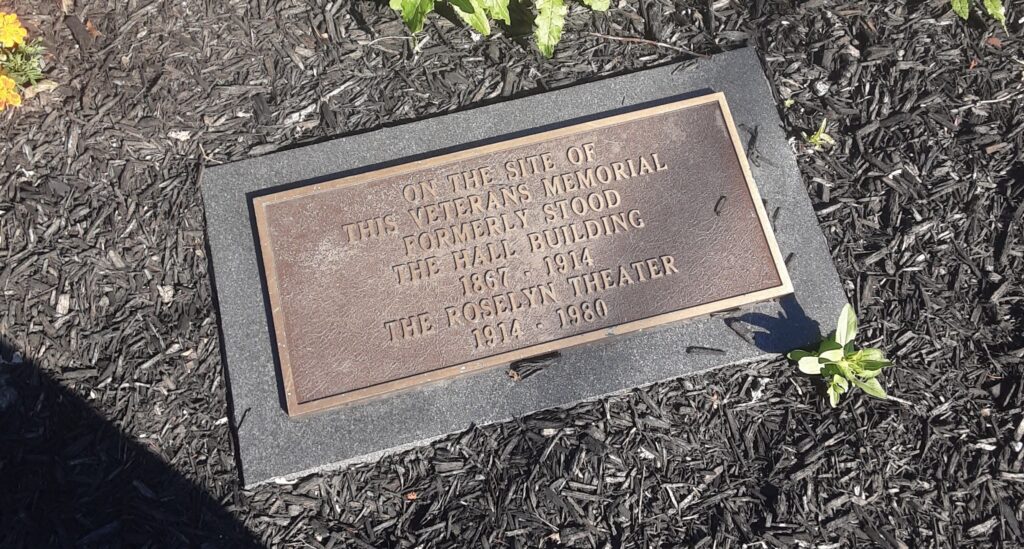 ON THE SITE OF
THIS VETERANS MEMORIAL
FORMERLY STOOD
THE HALL BUILDING
1867 - 1914
THE ROSELYN THEATER
1914 - 1980